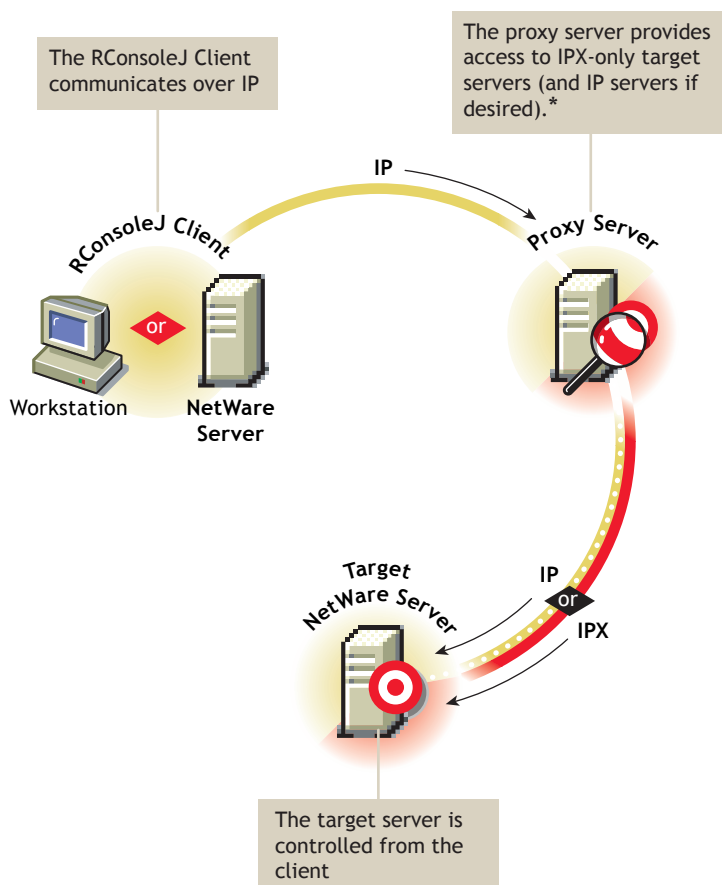 The RConsoleJ Client
communicates over IP
The proxy server provides
access to IPX-only target
servers (and IP servers if
desired).*
IP
RConsoleJ Client
Proxy Server
or
Workstation
NetWare
Server
Target
NetWare Server
IP
or
IPX
The target server is
controlled from the
client